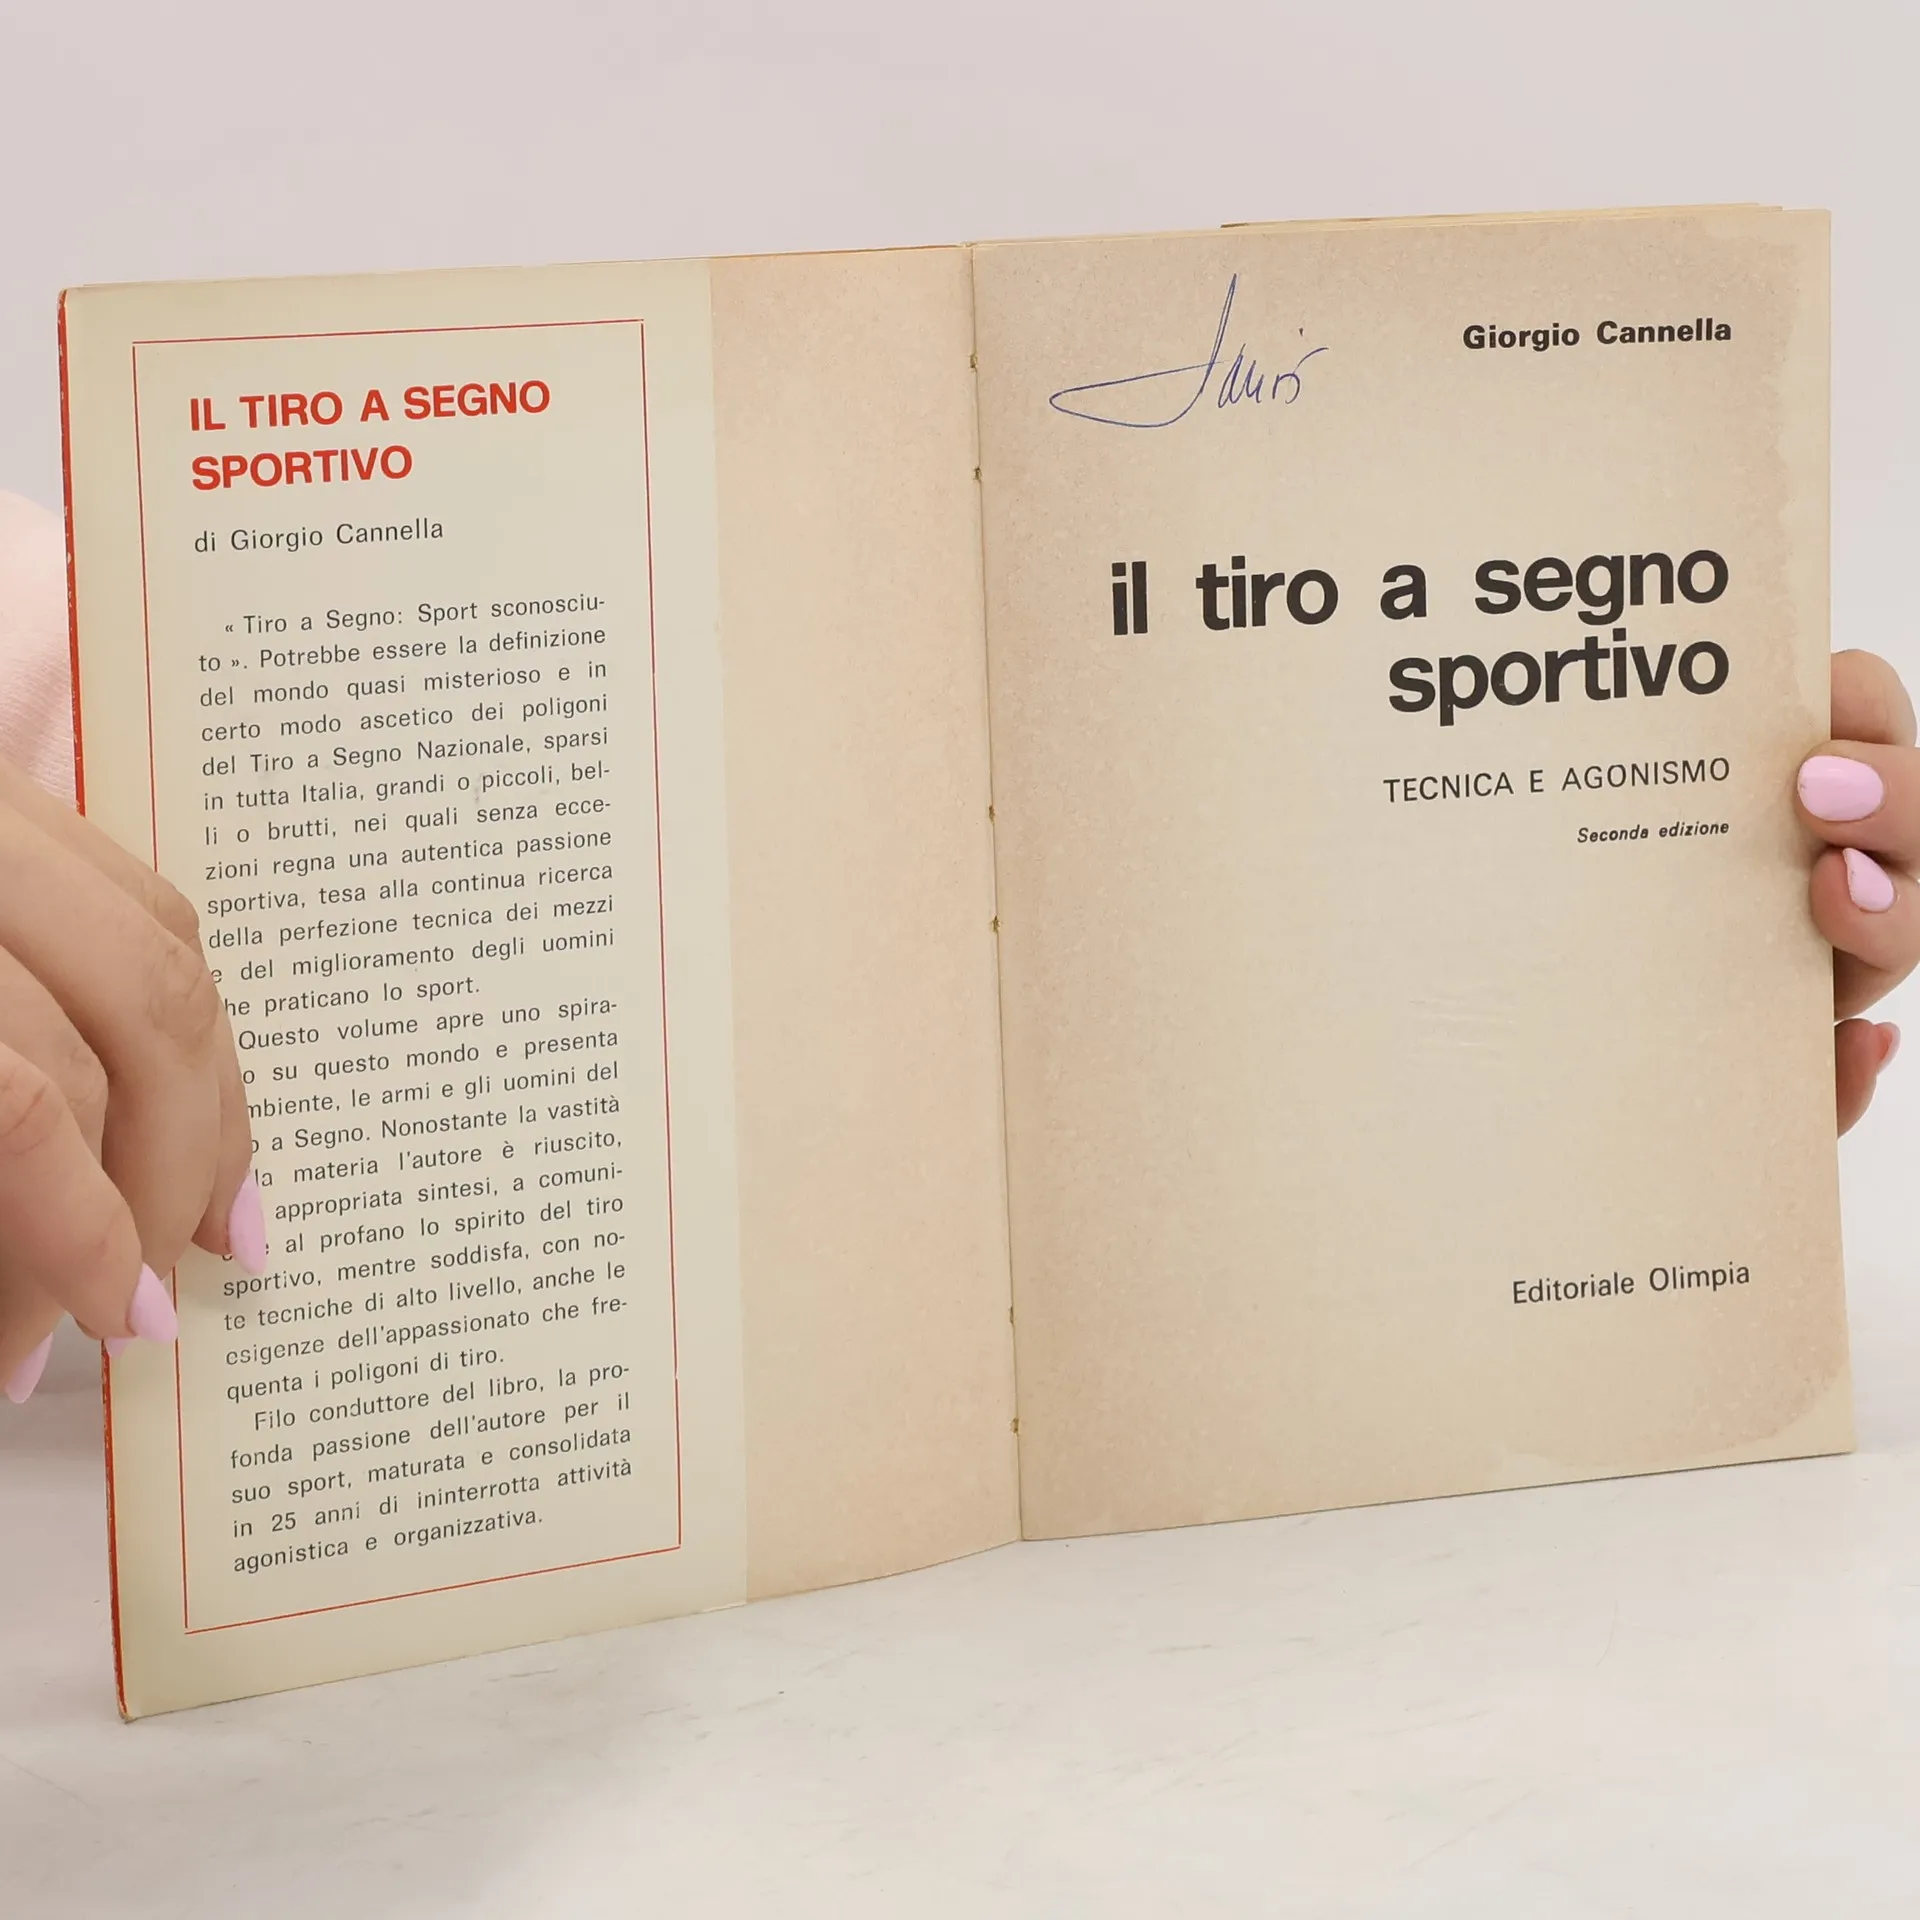 IL TIRO A SEGNO
SPORTIVO
di Giorgio Cannella
« Tiro a Segno: Sport sconosciu-
to ». Potrebbe essere la definizione
del mondo quasi misterioso e in
certo modo ascetico dei poligoni
del Tiro a Segno Nazionale, sparsi
in tutta Italia, grandi o piccoli, bel-
li o brutti, nei quali senza ecce-
zioni regna una autentica passione
sportiva, tesa alla continua ricerca
della perfezione tecnica dei mezzi
e del miglioramento degli uomini
he praticano lo sport.
Questo volume apre uno spira-
o su questo mondo e presenta
mbiente, le armi e gli uomini del
o a Segno. Nonostante la vastità
la materia l'autore è riuscito,
appropriata sintesi, a comuni-
al profano lo spirito del tiro
sportivo, mentre soddisfa, con no-
te tecniche di alto livello, anche le
esigenze dell'appassionato che fre-
quenta i poligoni di tiro.
Filo conduttore del libro, la pro-
fonda passione dell'autore per il
suo sport, maturata e consolidata
in 25 anni di ininterrotta attività
agonistica e organizzativa.
Giorgio Cannella
il tiro a segno
sportivo
TECNICA E AGONISMO
Seconda edizione
Editoriale Olimpia